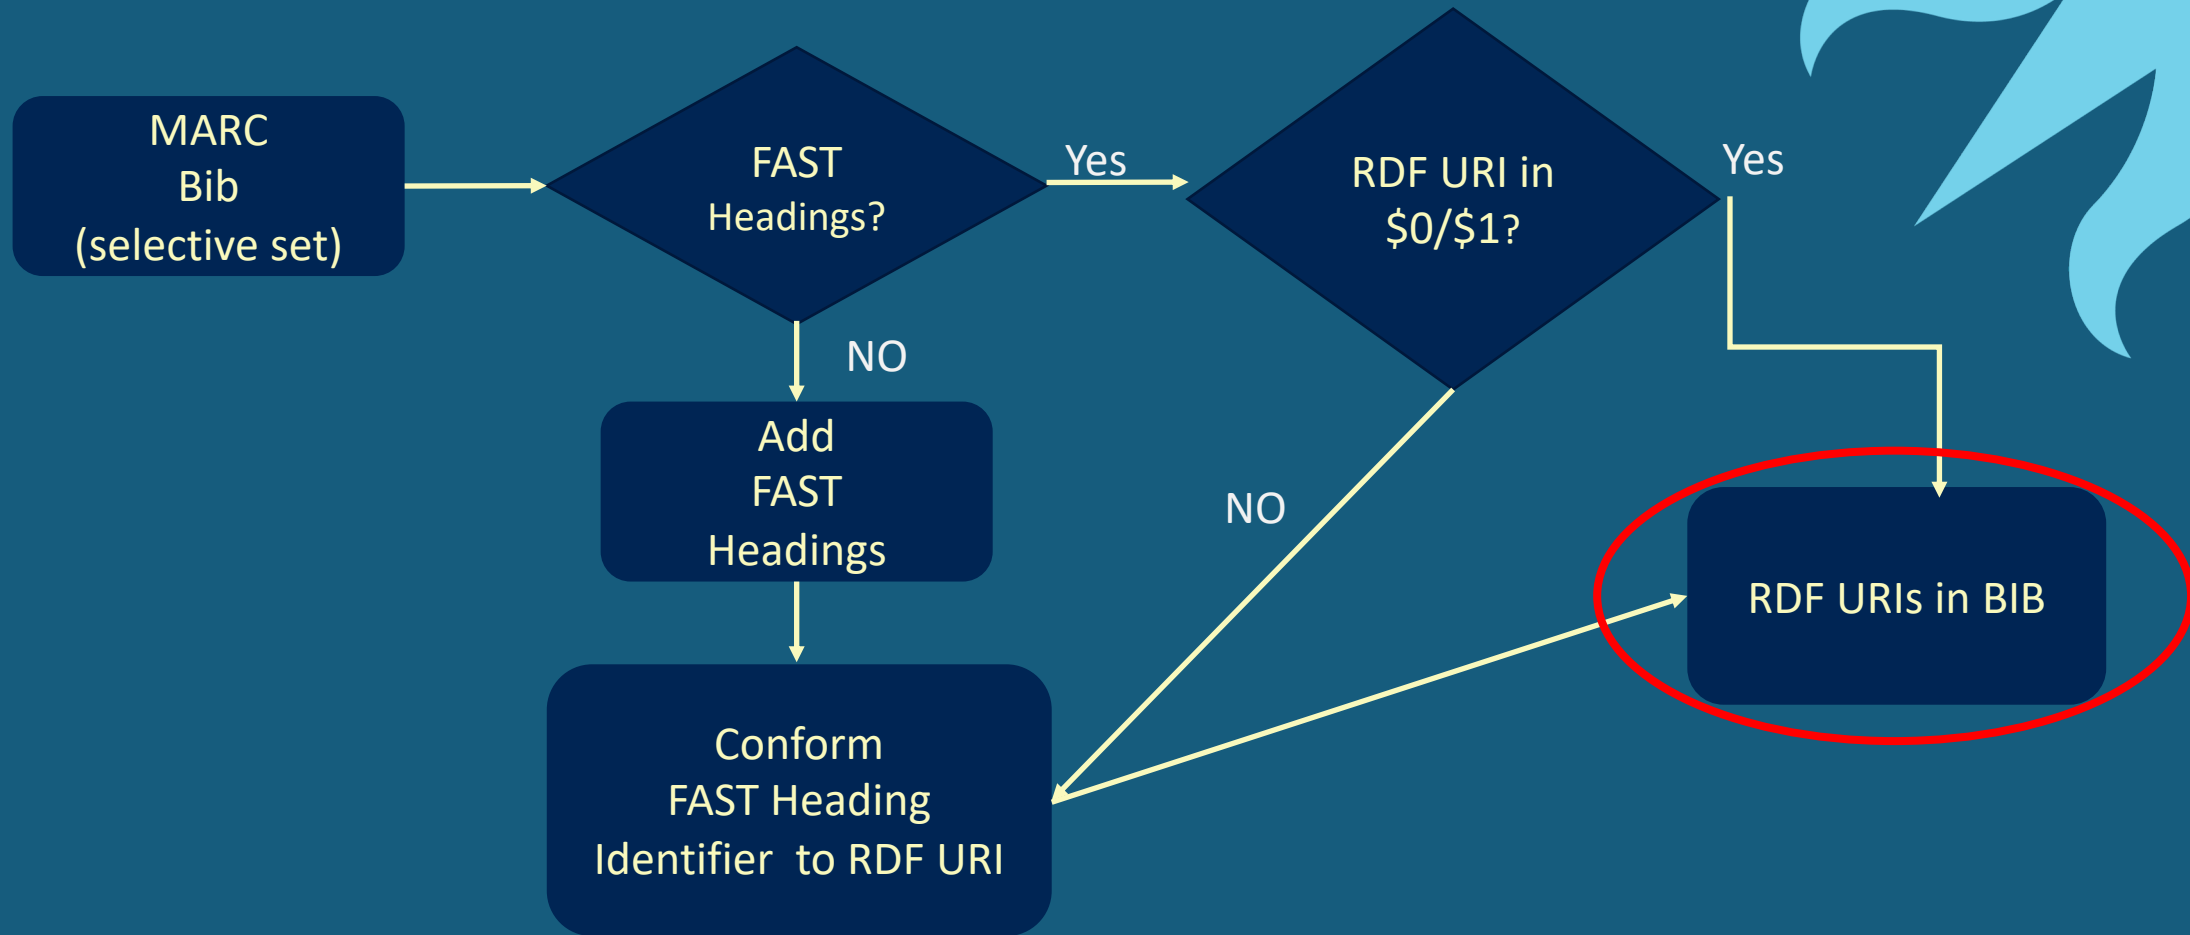 MARC
Bib
(selective set)
FAST
Headings?
Yes
RDF URI in
$0/$1?
Yes
NO
Add
FAST
Headings
NO
RDF URIs in BIB
Conform
FAST Heading
Identifier  to RDF URI